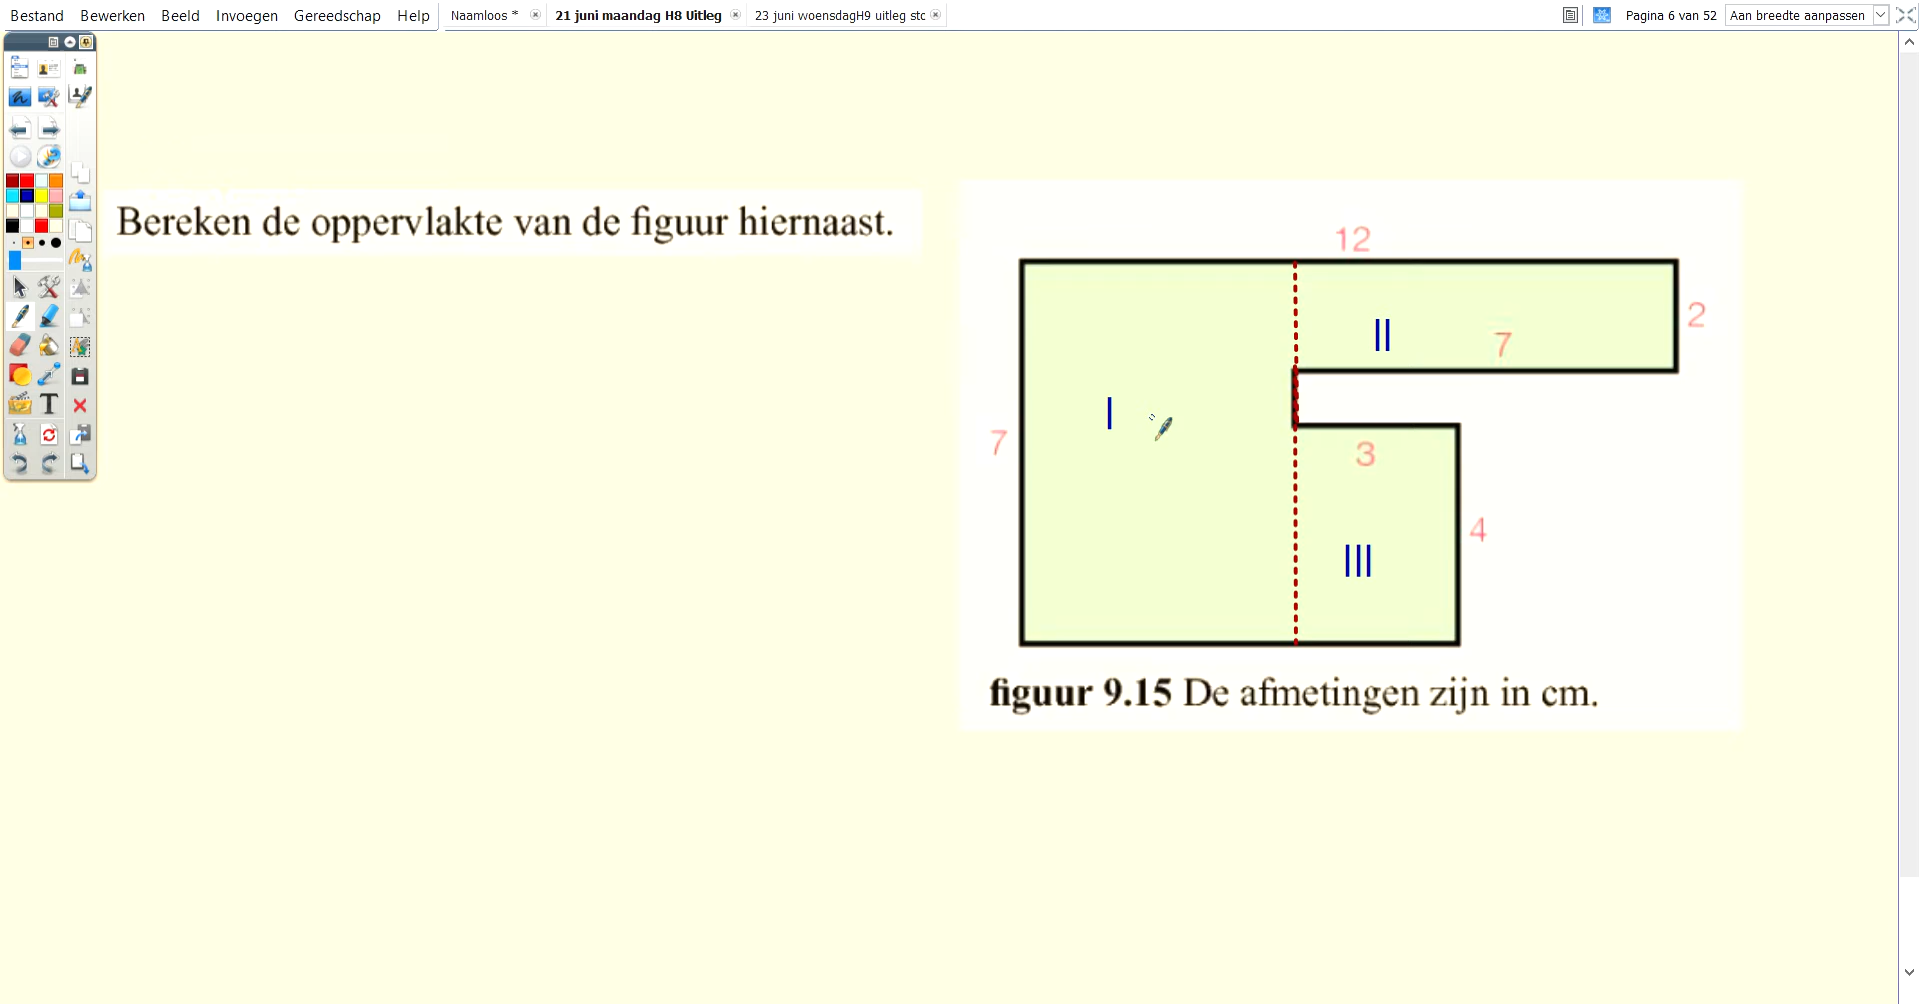 Bestand Bewerken Beeld Invoegen Gereedschap Help Naamloos * 21 juni maandag H8 Uitleg 23 juni woensdagH9 uitleg stc Pagina 6 van 52 Aan breedte aanpassen
Bereken de oppervlakte van de figuur hiernaast.
12
2
II
7
I
7
3
4
III
figuur 9.15 De afmetingen zijn in cm.